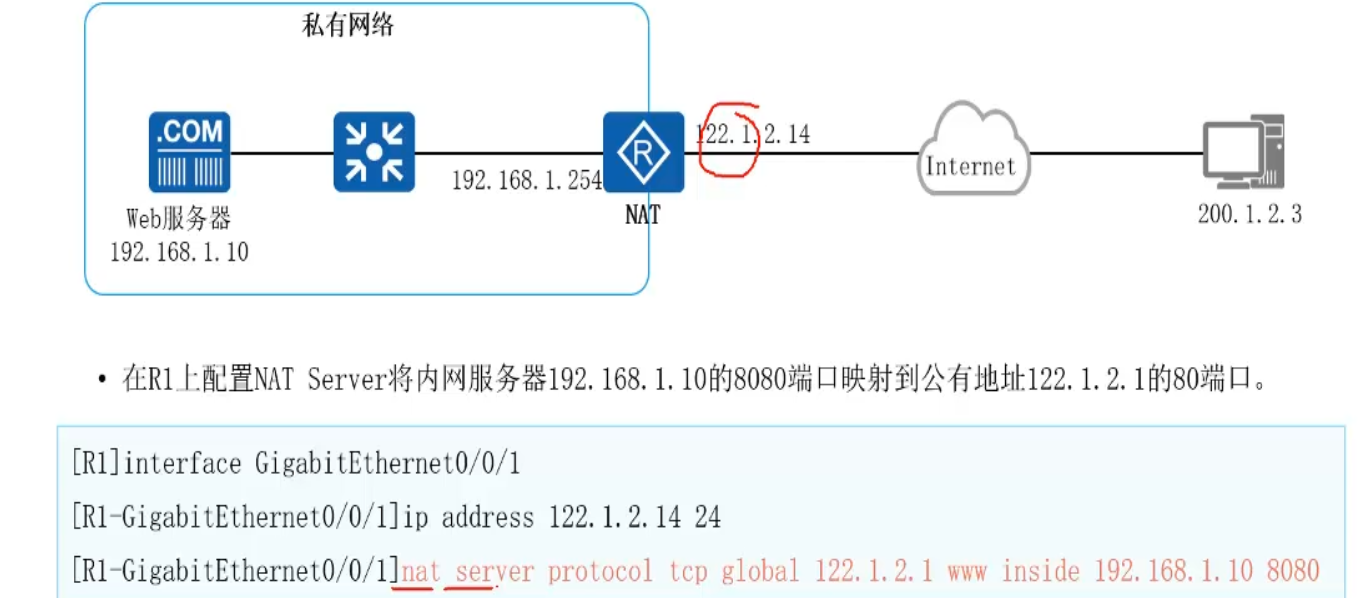 私有网络
.COM
R
122.1.2.14
Internet
192.168.1.254
Web服务器
NAT
200.1.2.3
192.168.1.10
• 在R1上配置NAT Server将内网服务器192.168.1.10的8080端口映射到公有地址122.1.2.1的80端口。
[R1]interface GigabitEthernet0/0/1
[R1-GigabitEthernet0/0/1]ip address 122.1.2.14 24
[R1-GigabitEthernet0/0/1]nat server protocol tcp global 122.1.2.1 www inside 192.168.1.10 8080